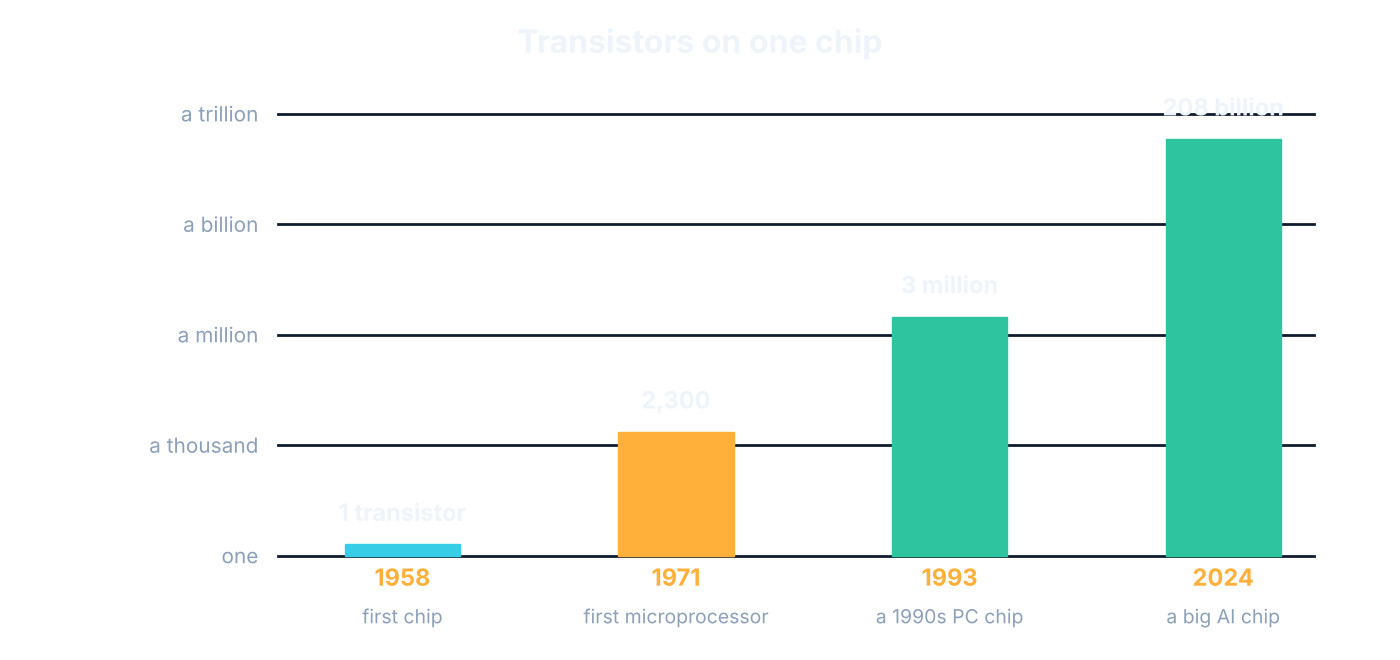 Transistors on one chip
a trillion
208 billion
a billion
3 million
a million
2,300
a thousand
1 transistor
one
1958
1971
1993
2024
first chip
first microprocessor
a 1990s PC chip
a big AI chip